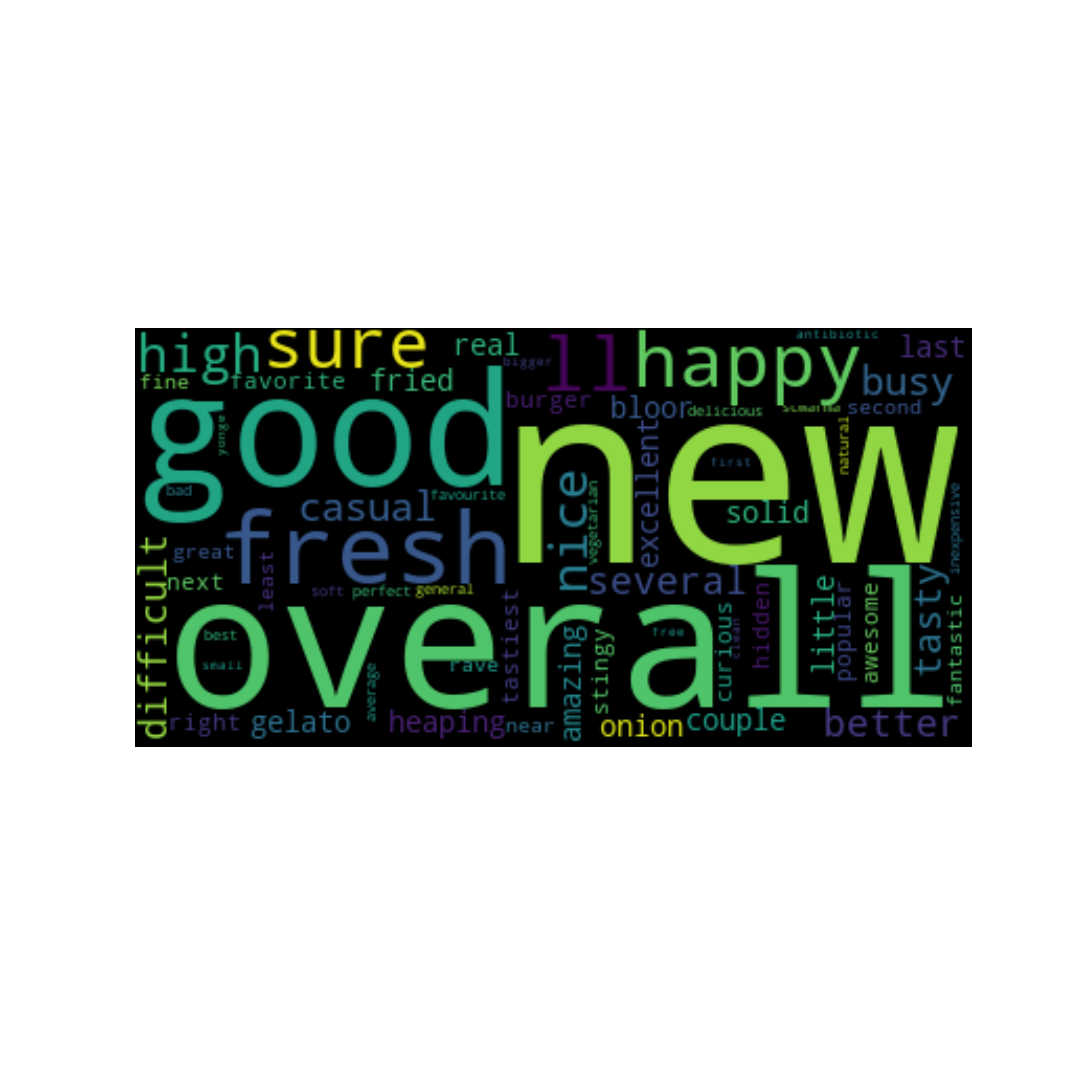 high
sure
real
bigger
ll
happy
antibiotic
last
fine
favorite
fried
burger
bloor
delicious
second
busy
good
yonge
new
natural
excellent
first
bad
favourite
casual
nice
vegetarian
solid
inexpensive
fresh
great
least
next
soft
perfect
general
several
difficult
overall
best
small
average
rave
tastiest
amazing
stingy
free
curious
clean
hidden
little
popular
awesome
tasty
fantastic
right
gelato
heaping
near
onion
couple
better